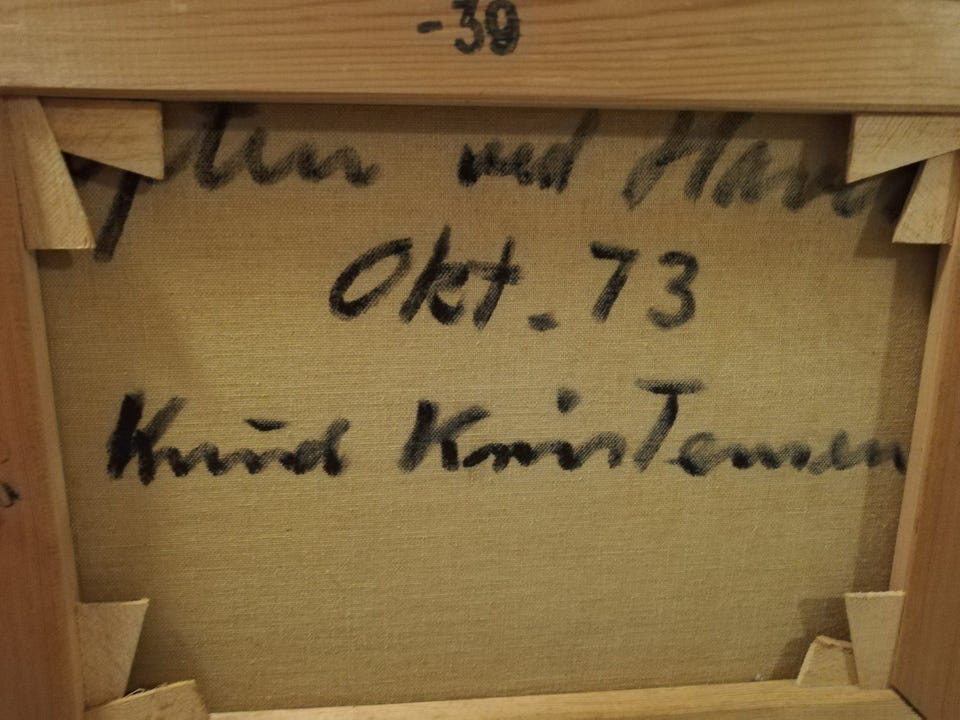 -39
ved
Okt. 73
Knud Kristensen